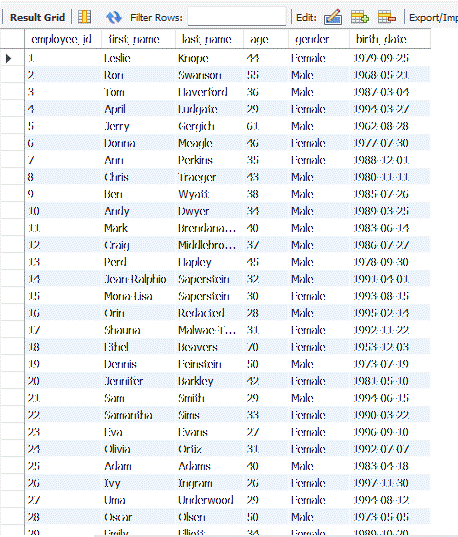 Result Grid Filter Rows: Edit: Export/Imp
employee_id first_name last_name age gender birth_date
1 Leslie Knope 44 Female 1979-09-25
2 Ron Swanson 55 Male 1968-05-21
3 Tom Haverford 36 Male 1987-03-04
4 April Ludgate 29 Female 1994-03-27
5 Jerry Gergich 61 Male 1962-08-28
6 Donna Meagle 46 Female 1977-07-30
7 Ann Perkins 35 Female 1988-12-01
8 Chris Traeger 43 Male 1980-11-11
9 Ben Wyatt 38 Male 1985-07-26
10 Andy Dwyer 34 Male 1989-03-25
11 Mark Brendana... 40 Male 1983-06-14
12 Craig Middlebro... 37 Male 1986-07-27
13 Perd Hapley 45 Male 1978-09-30
14 Jean-Ralphio Saperstein 32 Male 1991-04-01
15 Mona-Lisa Saperstein 30 Female 1993-08-15
16 Orin Redacted 28 Male 1995-02-14
17 Shauna Malwae-T... 31 Female 1992-11-22
18 Ethel Beavers 70 Female 1953-12-03
19 Dennis Feinstein 50 Male 1973-07-19
20 Jennifer Barkley 42 Female 1981-05-10
21 Sam Smith 29 Male 1994-06-15
22 Samantha Sims 33 Female 1990-03-22
23 Eva Evans 27 Female 1996-09-10
24 Olivia Ortiz 31 Female 1992-07-07
25 Adam Adams 40 Male 1983-04-18
26 Ivy Ingram 26 Female 1997-11-30
27 Uma Underwood 29 Female 1994-08-12
28 Oscar Olsen 50 Male 1973-05-05
29 Emily Elliott 34 Female 1989-10-20